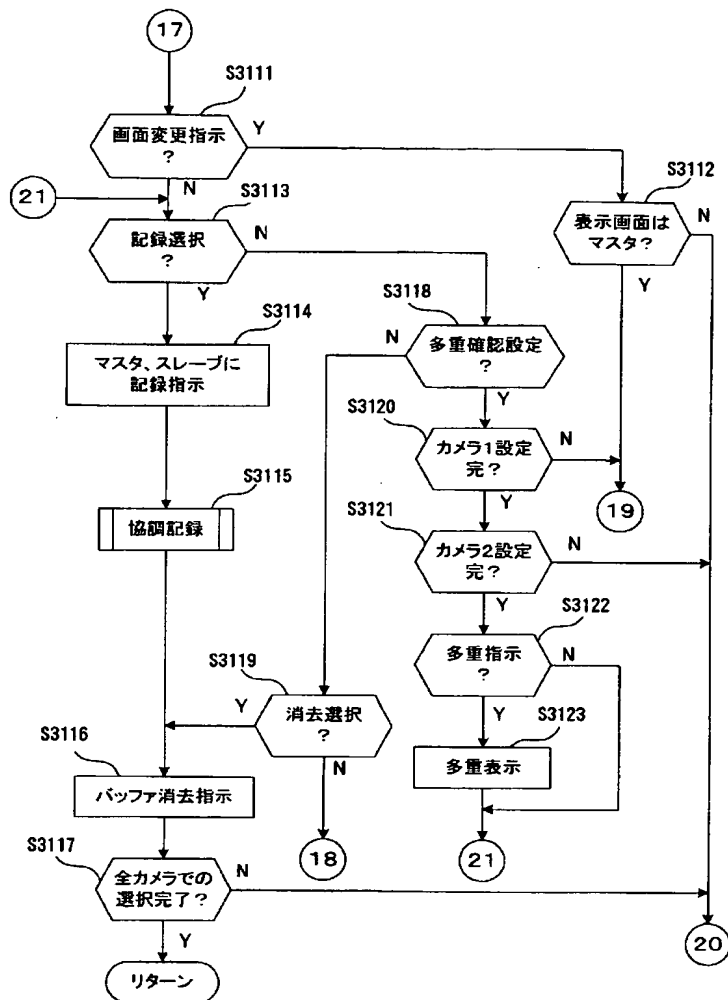 17
S3111
画面変更指示
?
Y
N
21
S3113
記録選択
?
N
Y
S3112
表示画面は
マスタ?
N
Y
S3114
マスタ、スレーブに
記録指示
S3118
多重確認設定
?
N
Y
S3115
協調記録
S3120
カメラ1設定
完?
N
Y
19
S3121
カメラ2設定
完?
N
Y
S3122
多重指示
?
N
Y
S3119
消去選択
?
Y
N
S3123
多重表示
S3116
バッファ消去指示
18
21
S3117
全カメラでの
選択完了?
N
Y
20
リターン